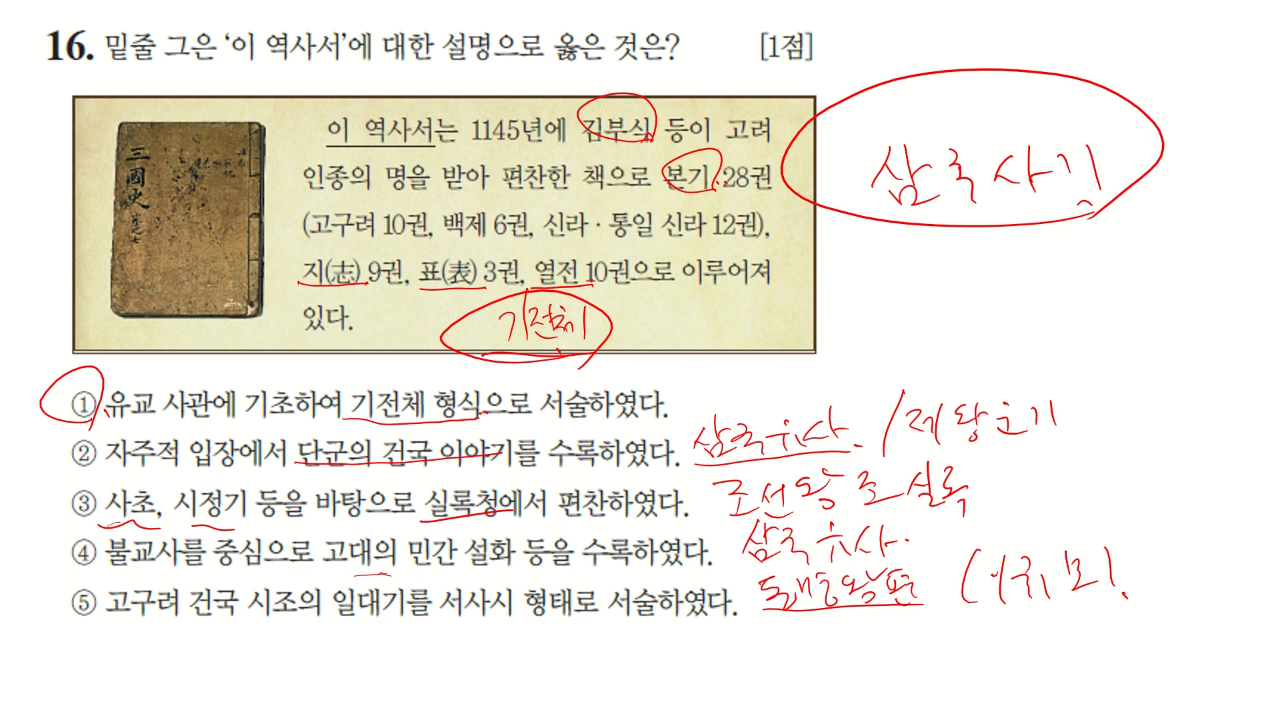 16. 밑줄 그은 ‘이 역사서’에 대한 설명으로 옳은 것은? [1점]
三國史
이 역사서는 1145년에 김부식 등이 고려
인종의 명을 받아 편찬한 책으로 본기 28권
(고구려 10권, 백제 6권, 신라·통일 신라 12권),
지(志) 9권, 표(表) 3권, 열전 10권으로 이루어져
있다.
기전체
삼국사기
① 유교 사관에 기초하여 기전체 형식으로 서술하였다.
② 자주적 입장에서 단군의 건국 이야기를 수록하였다. 삼국유사. / 제왕운기
③ 사초, 시정기 등을 바탕으로 실록청에서 편찬하였다. 조선왕조실록
④ 불교사를 중심으로 고대의 민간 설화 등을 수록하였다. 삼국유사.
⑤ 고구려 건국 시조의 일대기를 서사시 형태로 서술하였다. 동명왕편 (이규보).